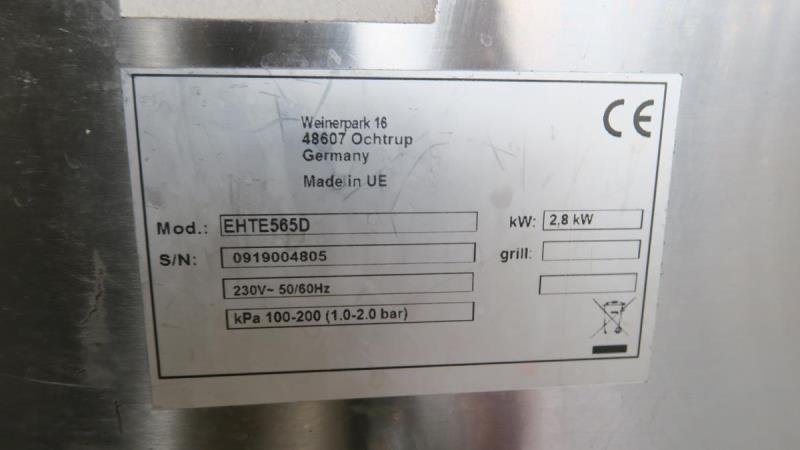 Weinerpark 16
48607 Ochtrup
Germany
Made in UE
CE
Mod.: EHTE565D kW: 2,8 kW
S/N: 0919004805 grill:
230V~ 50/60Hz
kPa 100-200 (1.0-2.0 bar)